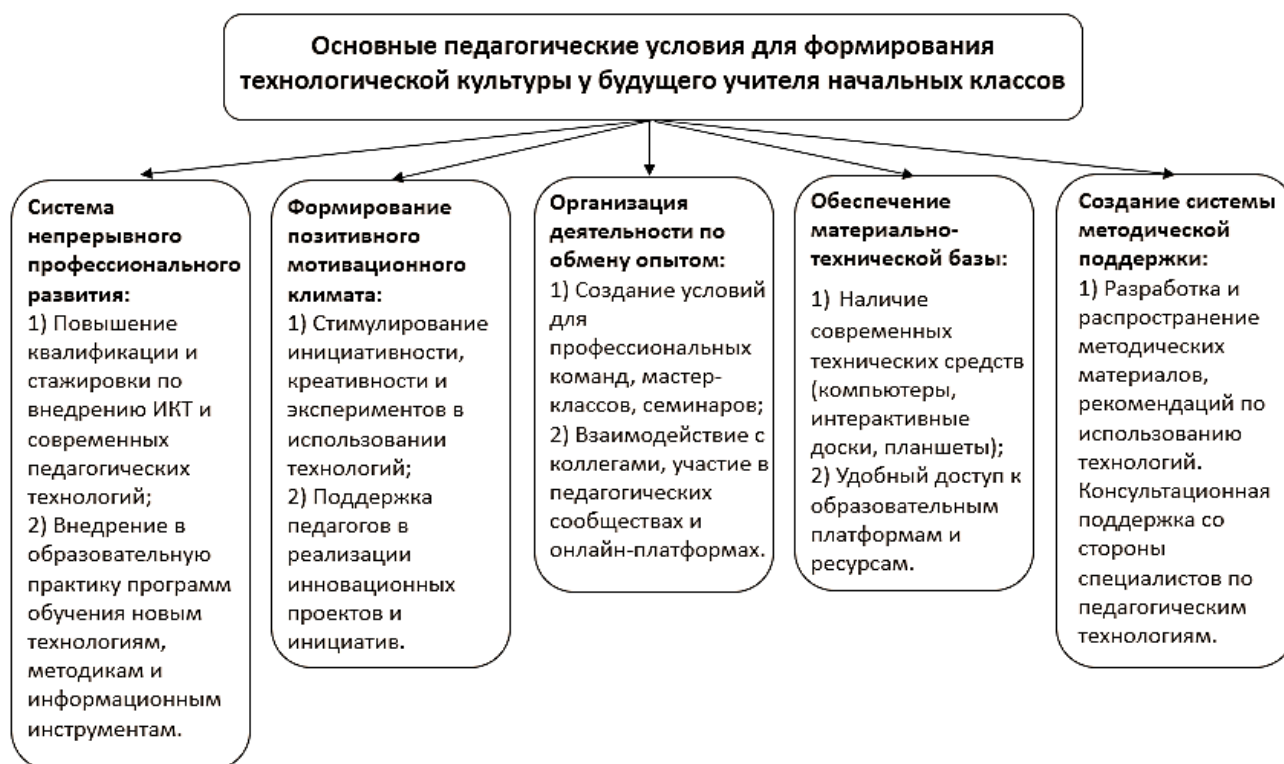 Основные педагогические условия для формирования
технологической культуры у будущего учителя начальных классов
Система
непрерывного
профессионального
развития:
1) Повышение
квалификации и
стажировки по
внедрению ИКТ и
современных
педагогических
технологий;
2) Внедрение в
образовательную
практику программ
обучения новым
технологиям,
методикам и
информационным
инструментам.
Формирование
позитивного
мотивационного
климата:
1) Стимулирование
инициативности,
креативности и
экспериментов в
использовании
технологий;
2) Поддержка
педагогов в
реализации
инновационных
проектов и
инициатив.
Организация
деятельности по
обмену опытом:
1) Создание условий
для
профессиональных
команд, мастер-
классов, семинаров;
2) Взаимодействие с
коллегами, участие в
педагогических
сообществах и
онлайн-платформах.
Обеспечение
материально-
технической базы:
1) Наличие
современных
технических средств
(компьютеры,
интерактивные
доски, планшеты);
2) Удобный доступ к
образовательным
платформам и
ресурсам.
Создание системы
методической
поддержки:
1) Разработка и
распространение
методических
материалов,
рекомендаций по
использованию
технологий.
Консультационная
поддержка со
стороны
специалистов по
педагогическим
технологиям.